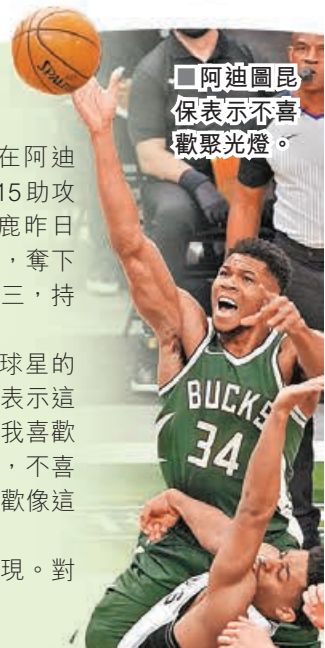 ■阿迪圖昆
保表示不喜
歡聚光燈。
在阿迪
15助攻
鹿昨日
，奪下
三，持
球星的
表示這
我喜歡
，不喜
歡像這
現。對
SPALDING
BUCKS
34